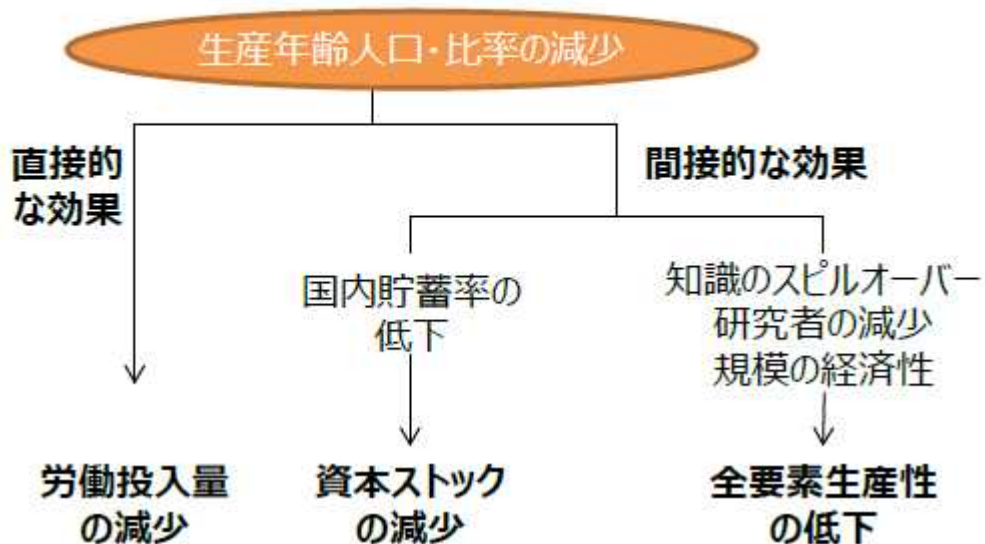 生産年齢人口・比率の減少
直接的
な効果
間接的な効果
国内貯蓄率の
低下
知識のスピルオーバー
研究者の減少
規模の経済性
労働投入量
の減少
資本ストック
の減少
全要素生産性
の低下